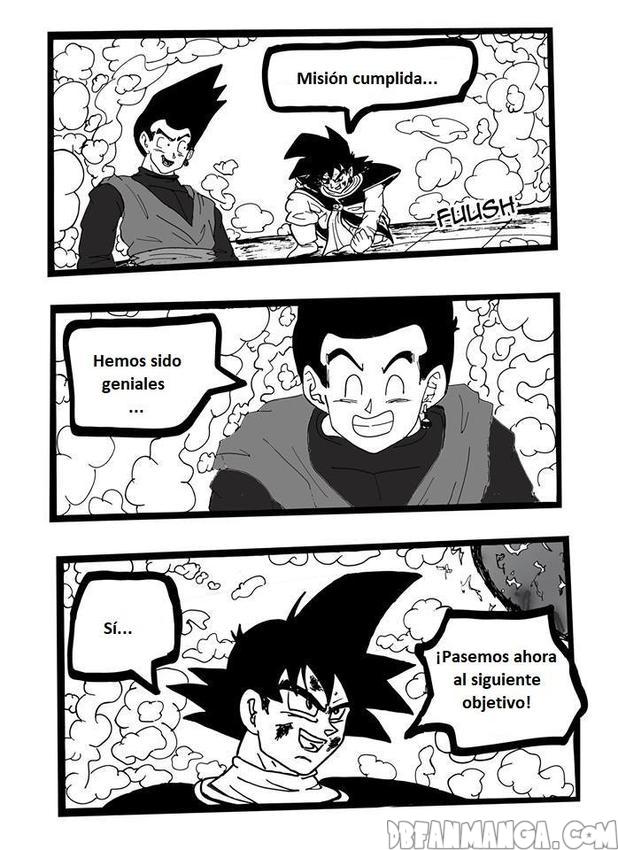 Misión cumplida...
FUUSH
Hemos sido
geniales
...
Sí...
¡Pasemos ahora
al siguiente
objetivo!
DBFANMANGA.COM